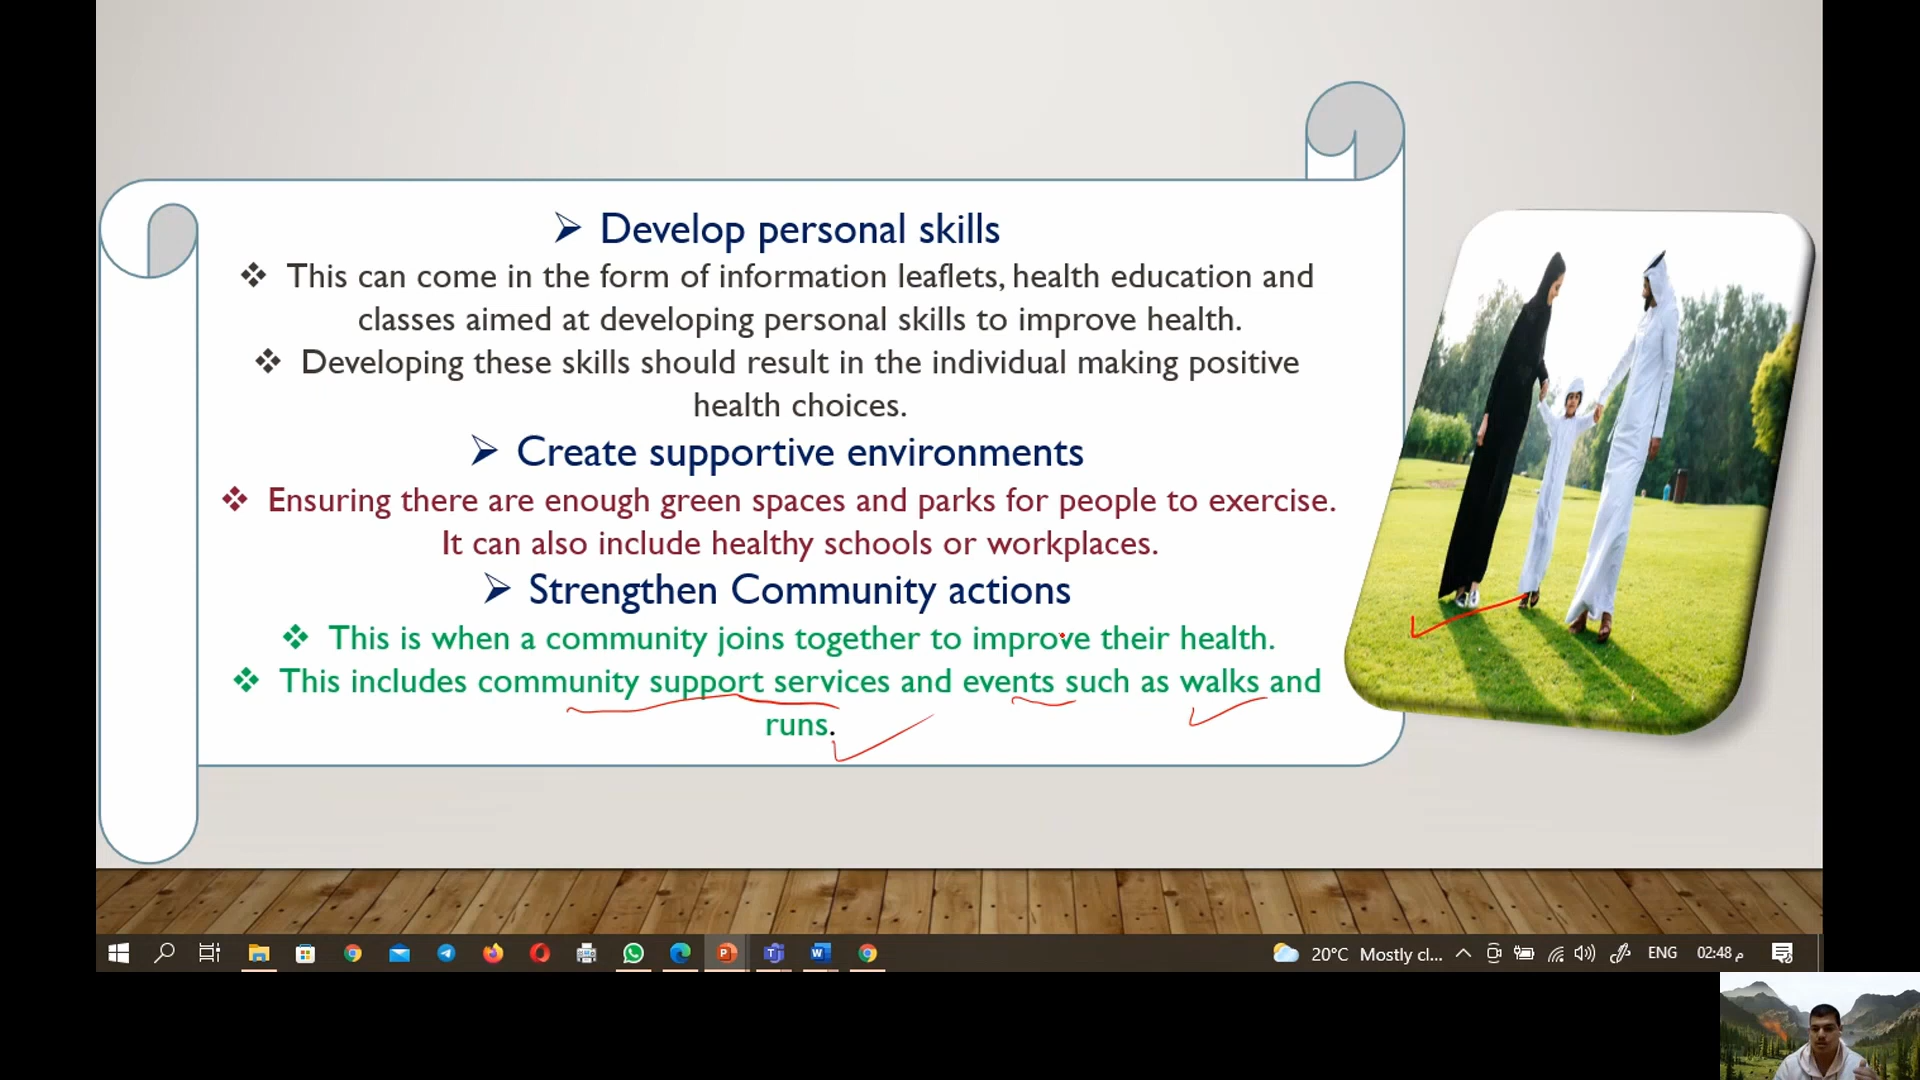 ➢ Develop personal skills
❖ This can come in the form of information leaflets, health education and
classes aimed at developing personal skills to improve health.
❖ Developing these skills should result in the individual making positive
health choices.
➢ Create supportive environments
❖ Ensuring there are enough green spaces and parks for people to exercise.
It can also include healthy schools or workplaces.
➢ Strengthen Community actions
❖ This is when a community joins together to improve their health.
❖ This includes community support services and events such as walks and
runs.
20°C Mostly cl... ENG 02:48 م